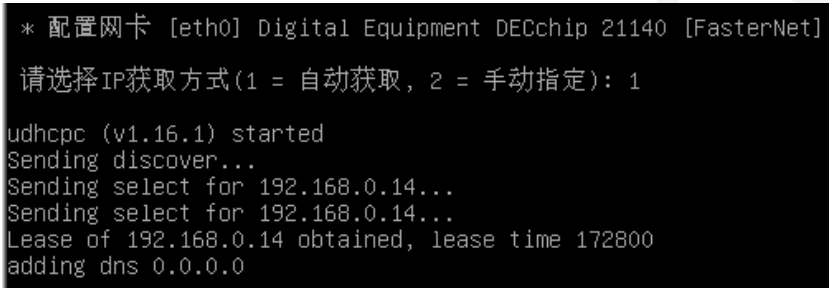 * 配置网卡 [eth0] Digital Equipment DECchip 21140 [FasterNet]
请选择IP获取方式(1 = 自动获取, 2 = 手动指定): 1
udhcpc (v1.16.1) started
Sending discover...
Sending select for 192.168.0.14...
Sending select for 192.168.0.14...
Lease of 192.168.0.14 obtained, lease time 172800
adding dns 0.0.0.0